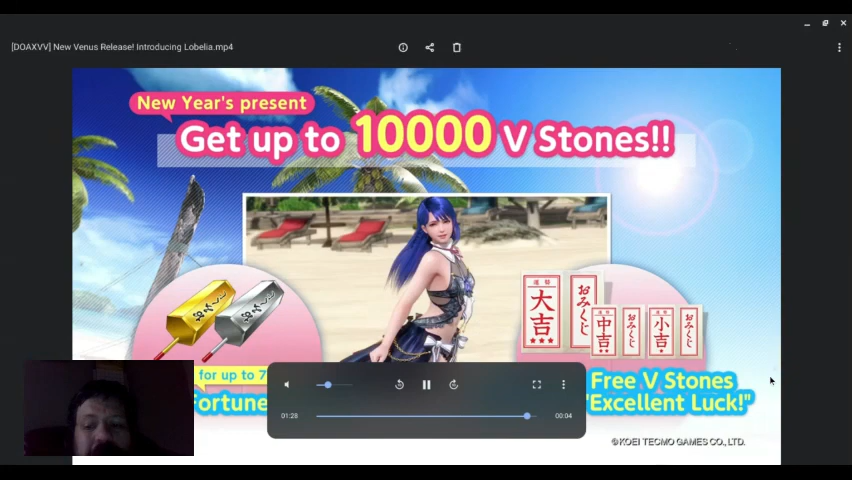 [DOAXVV] New Venus Release! Introducing Lobelia.mp4
New Year's present
Get up to 10000 V Stones!!
大吉
★★★
おみくじ
中吉
★★
おみくじ
小吉
★
おみくじ
for up to 7
Fortune
Free V Stones
"Excellent Luck!"
01:28
00:04
©KOEI TECMO GAMES CO., LTD.